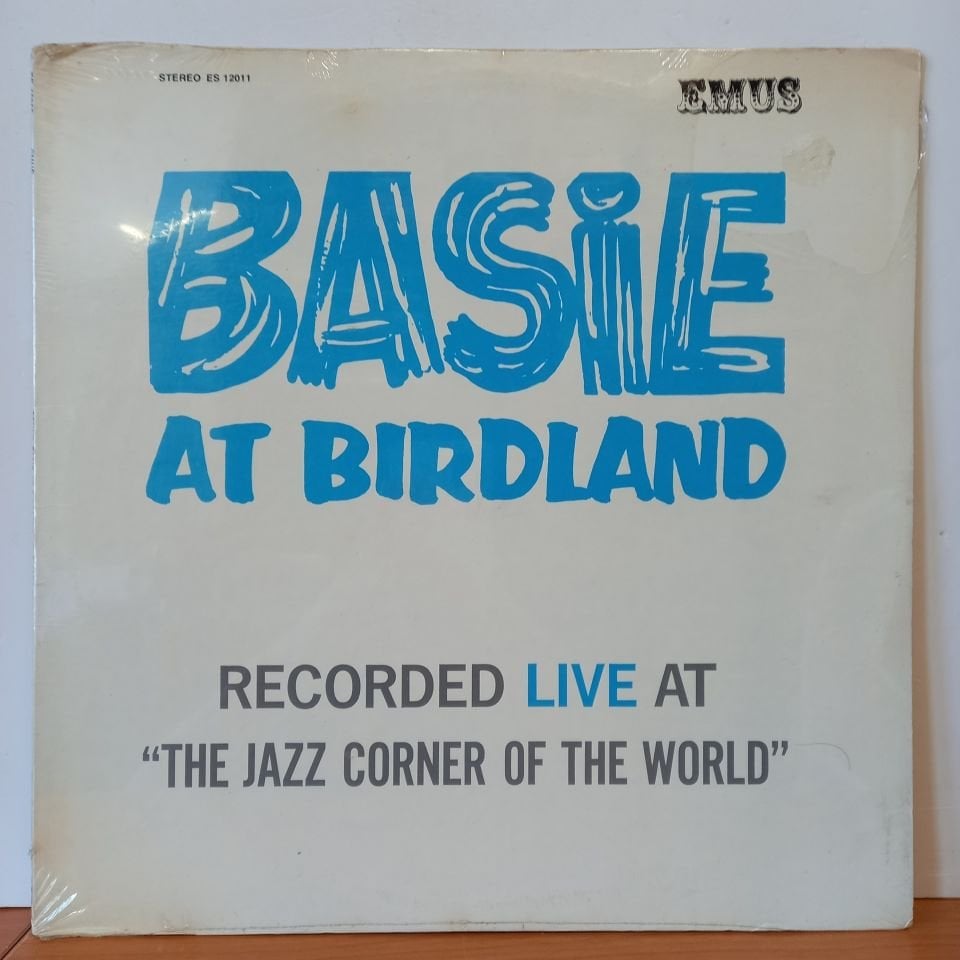 STEREO ES 12011
EMUS
BASiE
AT BIRDLAND
RECORDED LIVE AT
“THE JAZZ CORNER OF THE WORLD”